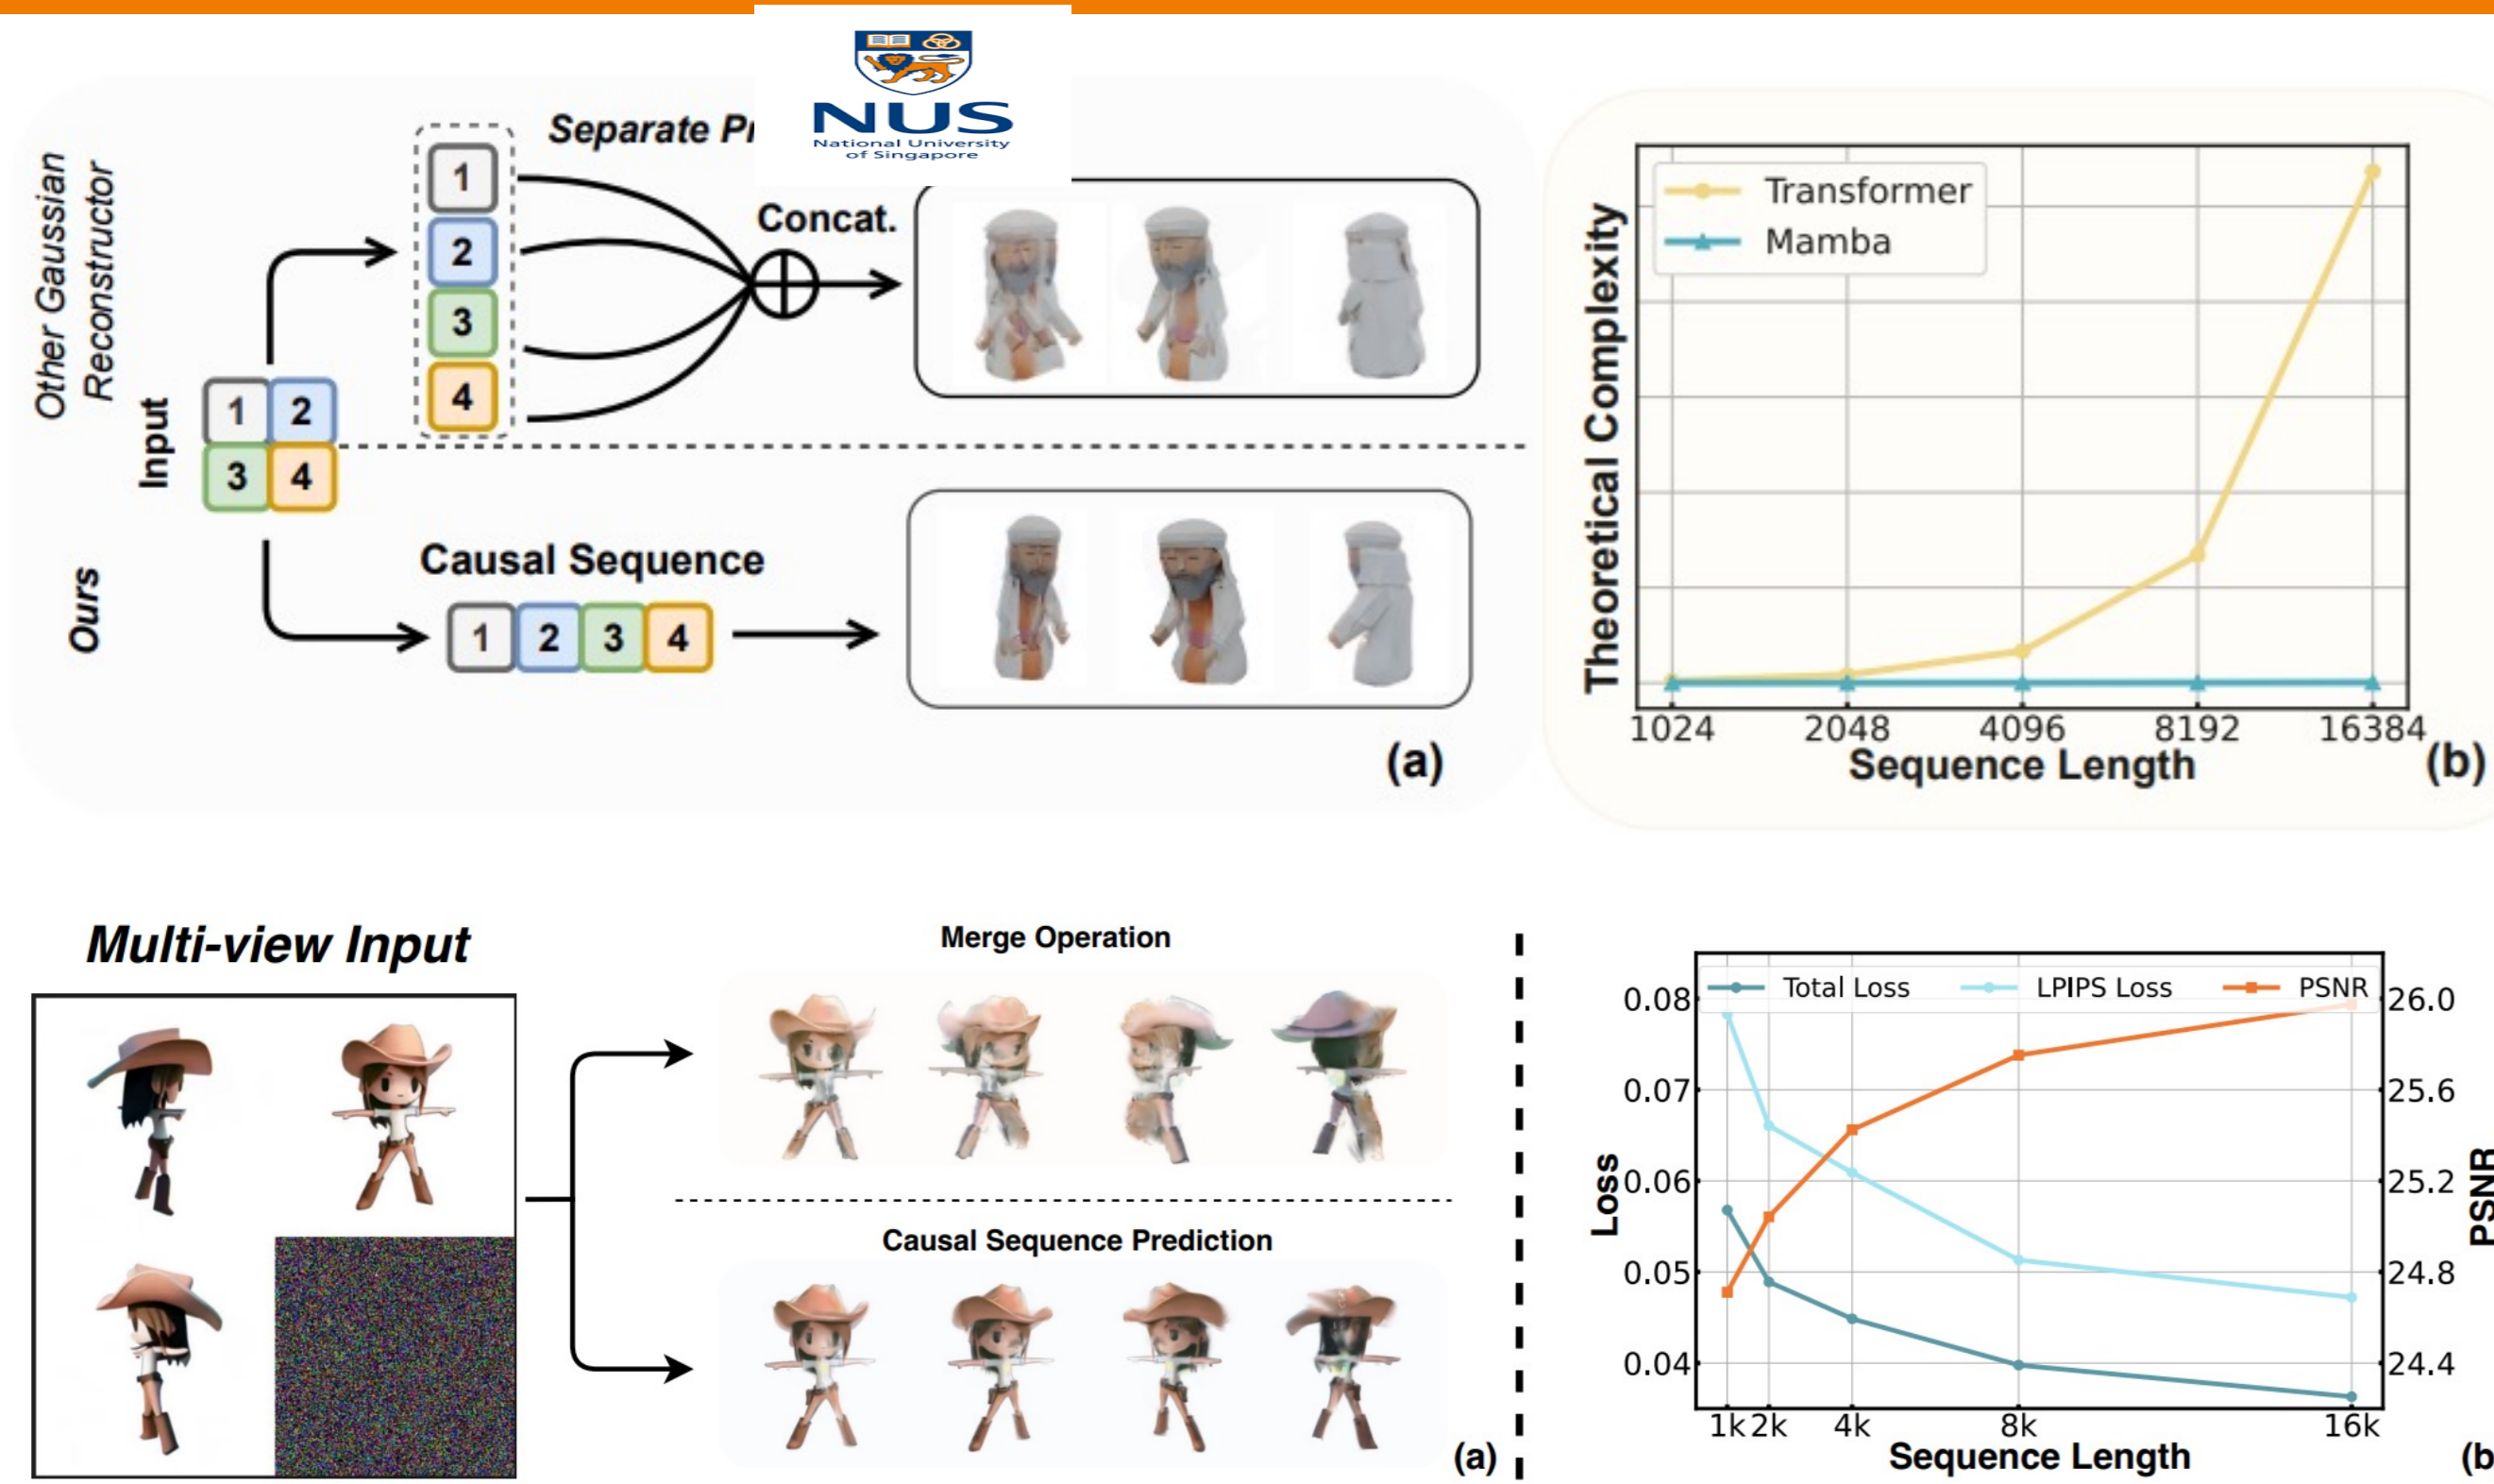 NUS
National University
of Singapore
Other Gaussian
Reconstructor
Input
Ours
Separate
1
2
3
4
1 2
3 4
Concat.
Causal Sequence
1 2 3 4
(a)
Transformer
Mamba
Theoretical Complexity
1024 2048 4096 8192 16384
Sequence Length
(b)
Multi-view Input
Merge Operation
Causal Sequence Prediction
(a)
Total Loss LPIPS Loss PSNR
Loss
0.08
0.07
0.06
0.05
0.04
26.0
25.6
25.2
24.8
24.4
PSNR
1k 2k 4k 8k 16k
Sequence Length
(b